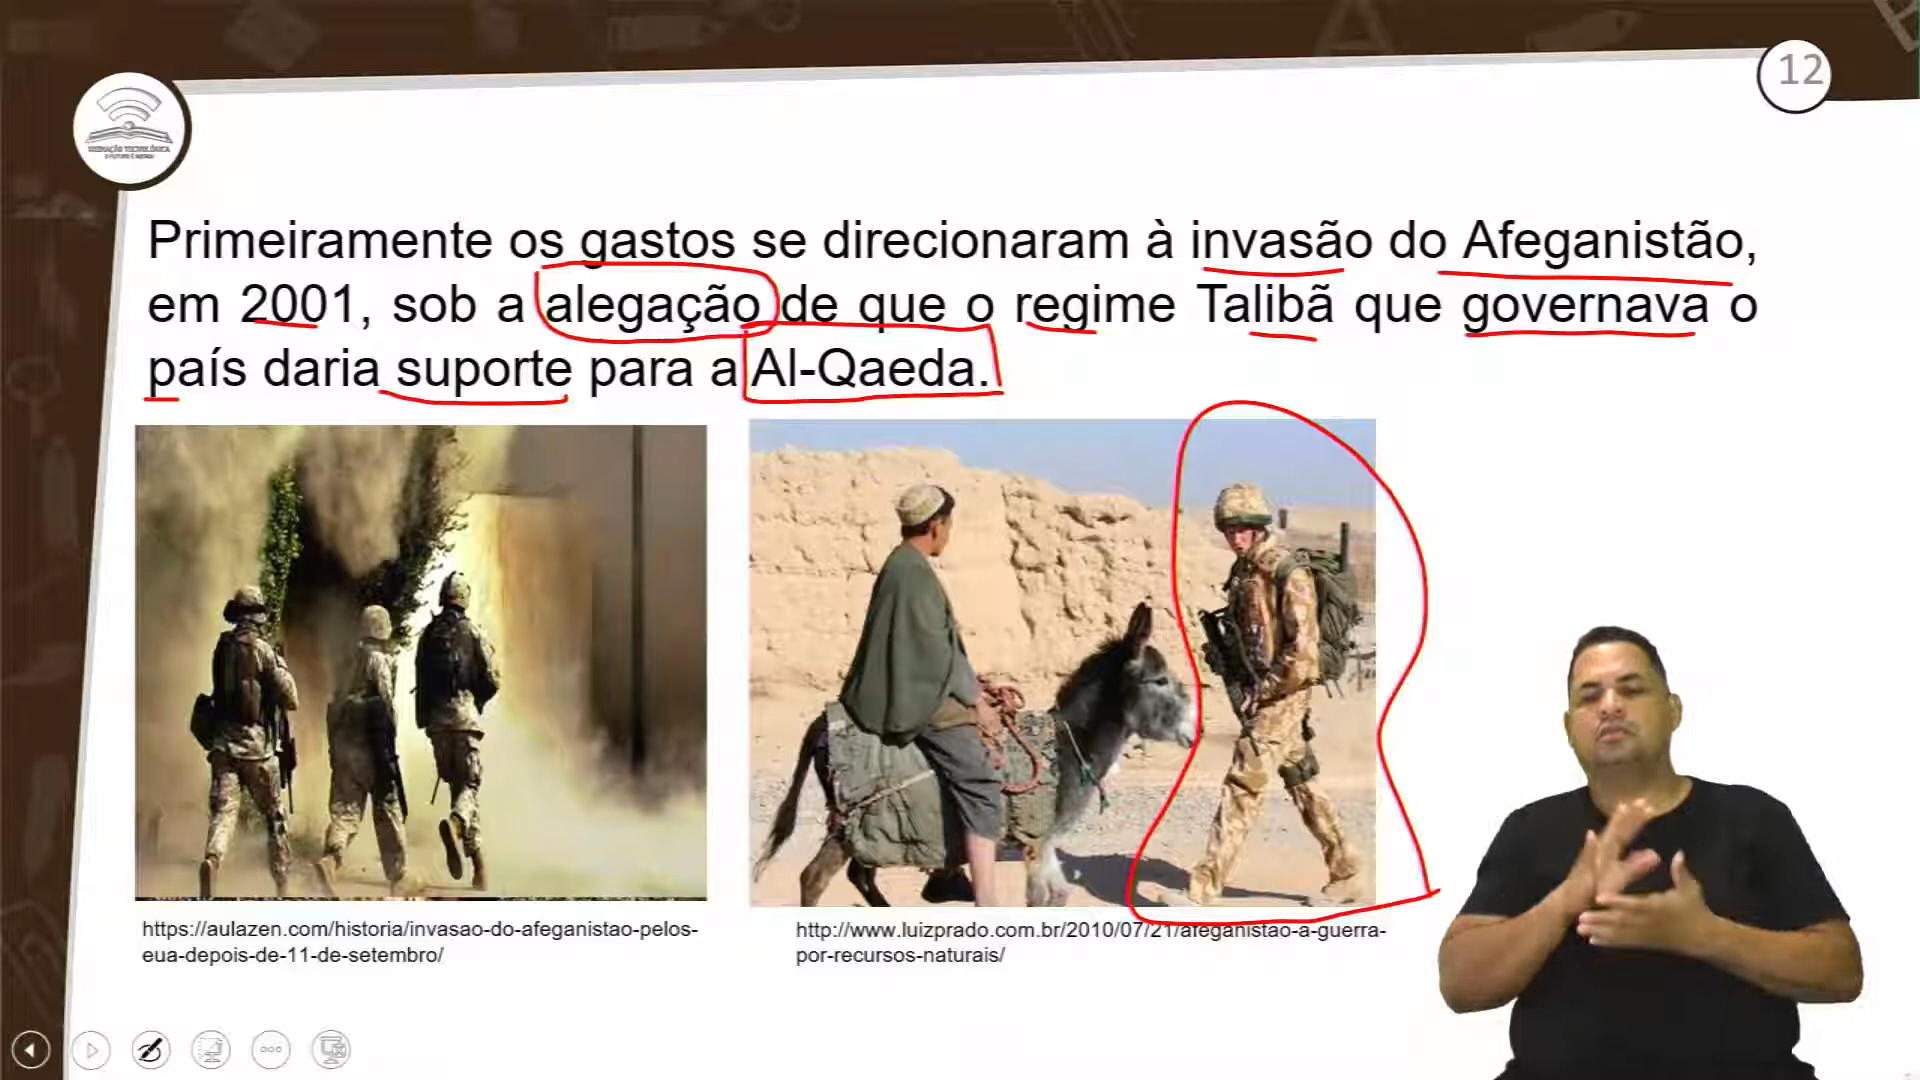 12
MEDIAÇÃO TECNOLÓGICA
Primeiramente os gastos se direcionaram à invasão do Afeganistão,
em 2001, sob a alegação de que o regime Talibã que governava o
país daria suporte para a Al-Qaeda.
https://aulazen.com/historia/invasao-do-afeganistao-pelos-
eua-depois-de-11-de-setembro/
http://www.luizprado.com.br/2010/07/21/afeganistao-a-guerra-
por-recursos-naturais/